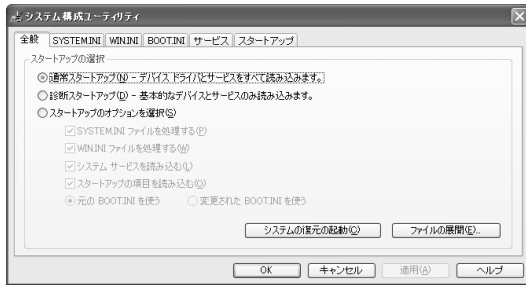 システム構成ユーティリティ
全般 SYSTEM.INI WIN.INI BOOT.INI サービス スタートアップ
スタートアップの選択
通常スタートアップ(N) - デバイス ドライバとサービスをすべて読み込みます。
診断スタートアップ(D) - 基本的なデバイスとサービスのみ読み込みます。
スタートアップのオプションを選択(S)
SYSTEM.INI ファイルを処理する(P)
WIN.INI ファイルを処理する(W)
システム サービスを読み込む(L)
スタートアップの項目を読み込む(O)
元の BOOT.INI を使う 変更された BOOT.INI を使う
システムの復元の起動(C) ファイルの展開(E)...
OK キャンセル 適用(A) ヘルプ